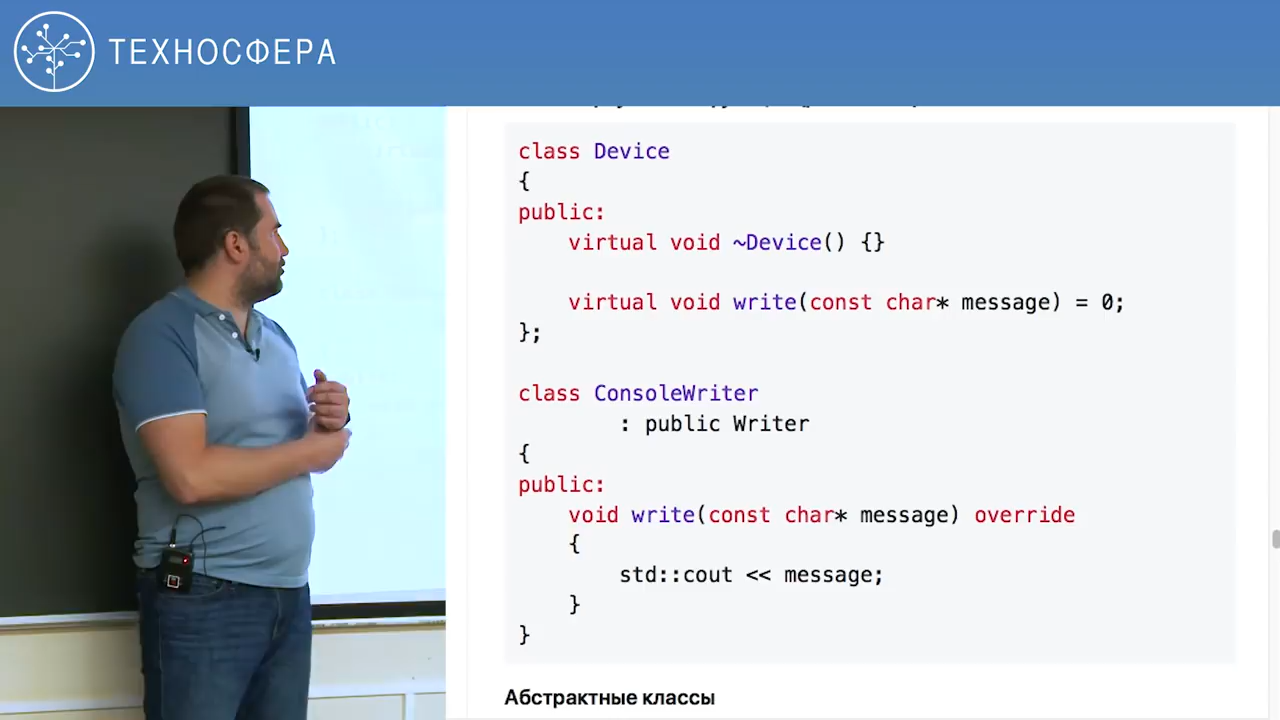 ТЕХНОСФЕРА
class Device
{
public:
    virtual void ~Device() {}
    virtual void write(const char* message) = 0;
};
class ConsoleWriter
        : public Writer
{
public:
    void write(const char* message) override
    {
        std::cout << message;
    }
}
Абстрактные классы